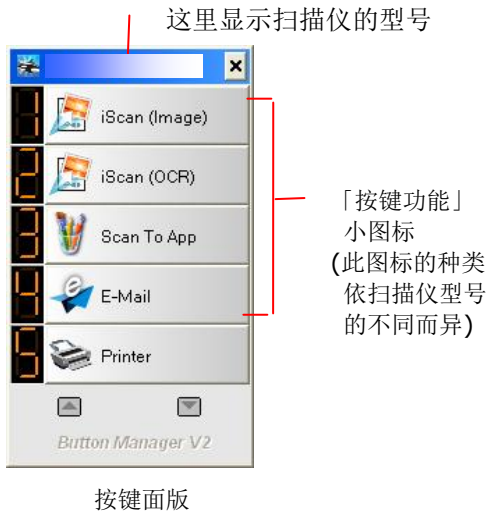 这里显示扫描仪的型号
1 iScan (Image)
2 iScan (OCR)
3 Scan To App
4 E-Mail
5 Printer
「按键功能」
小图标
(此图标的种类
依扫描仪型号
的不同而异)
Button Manager V2
按键面版